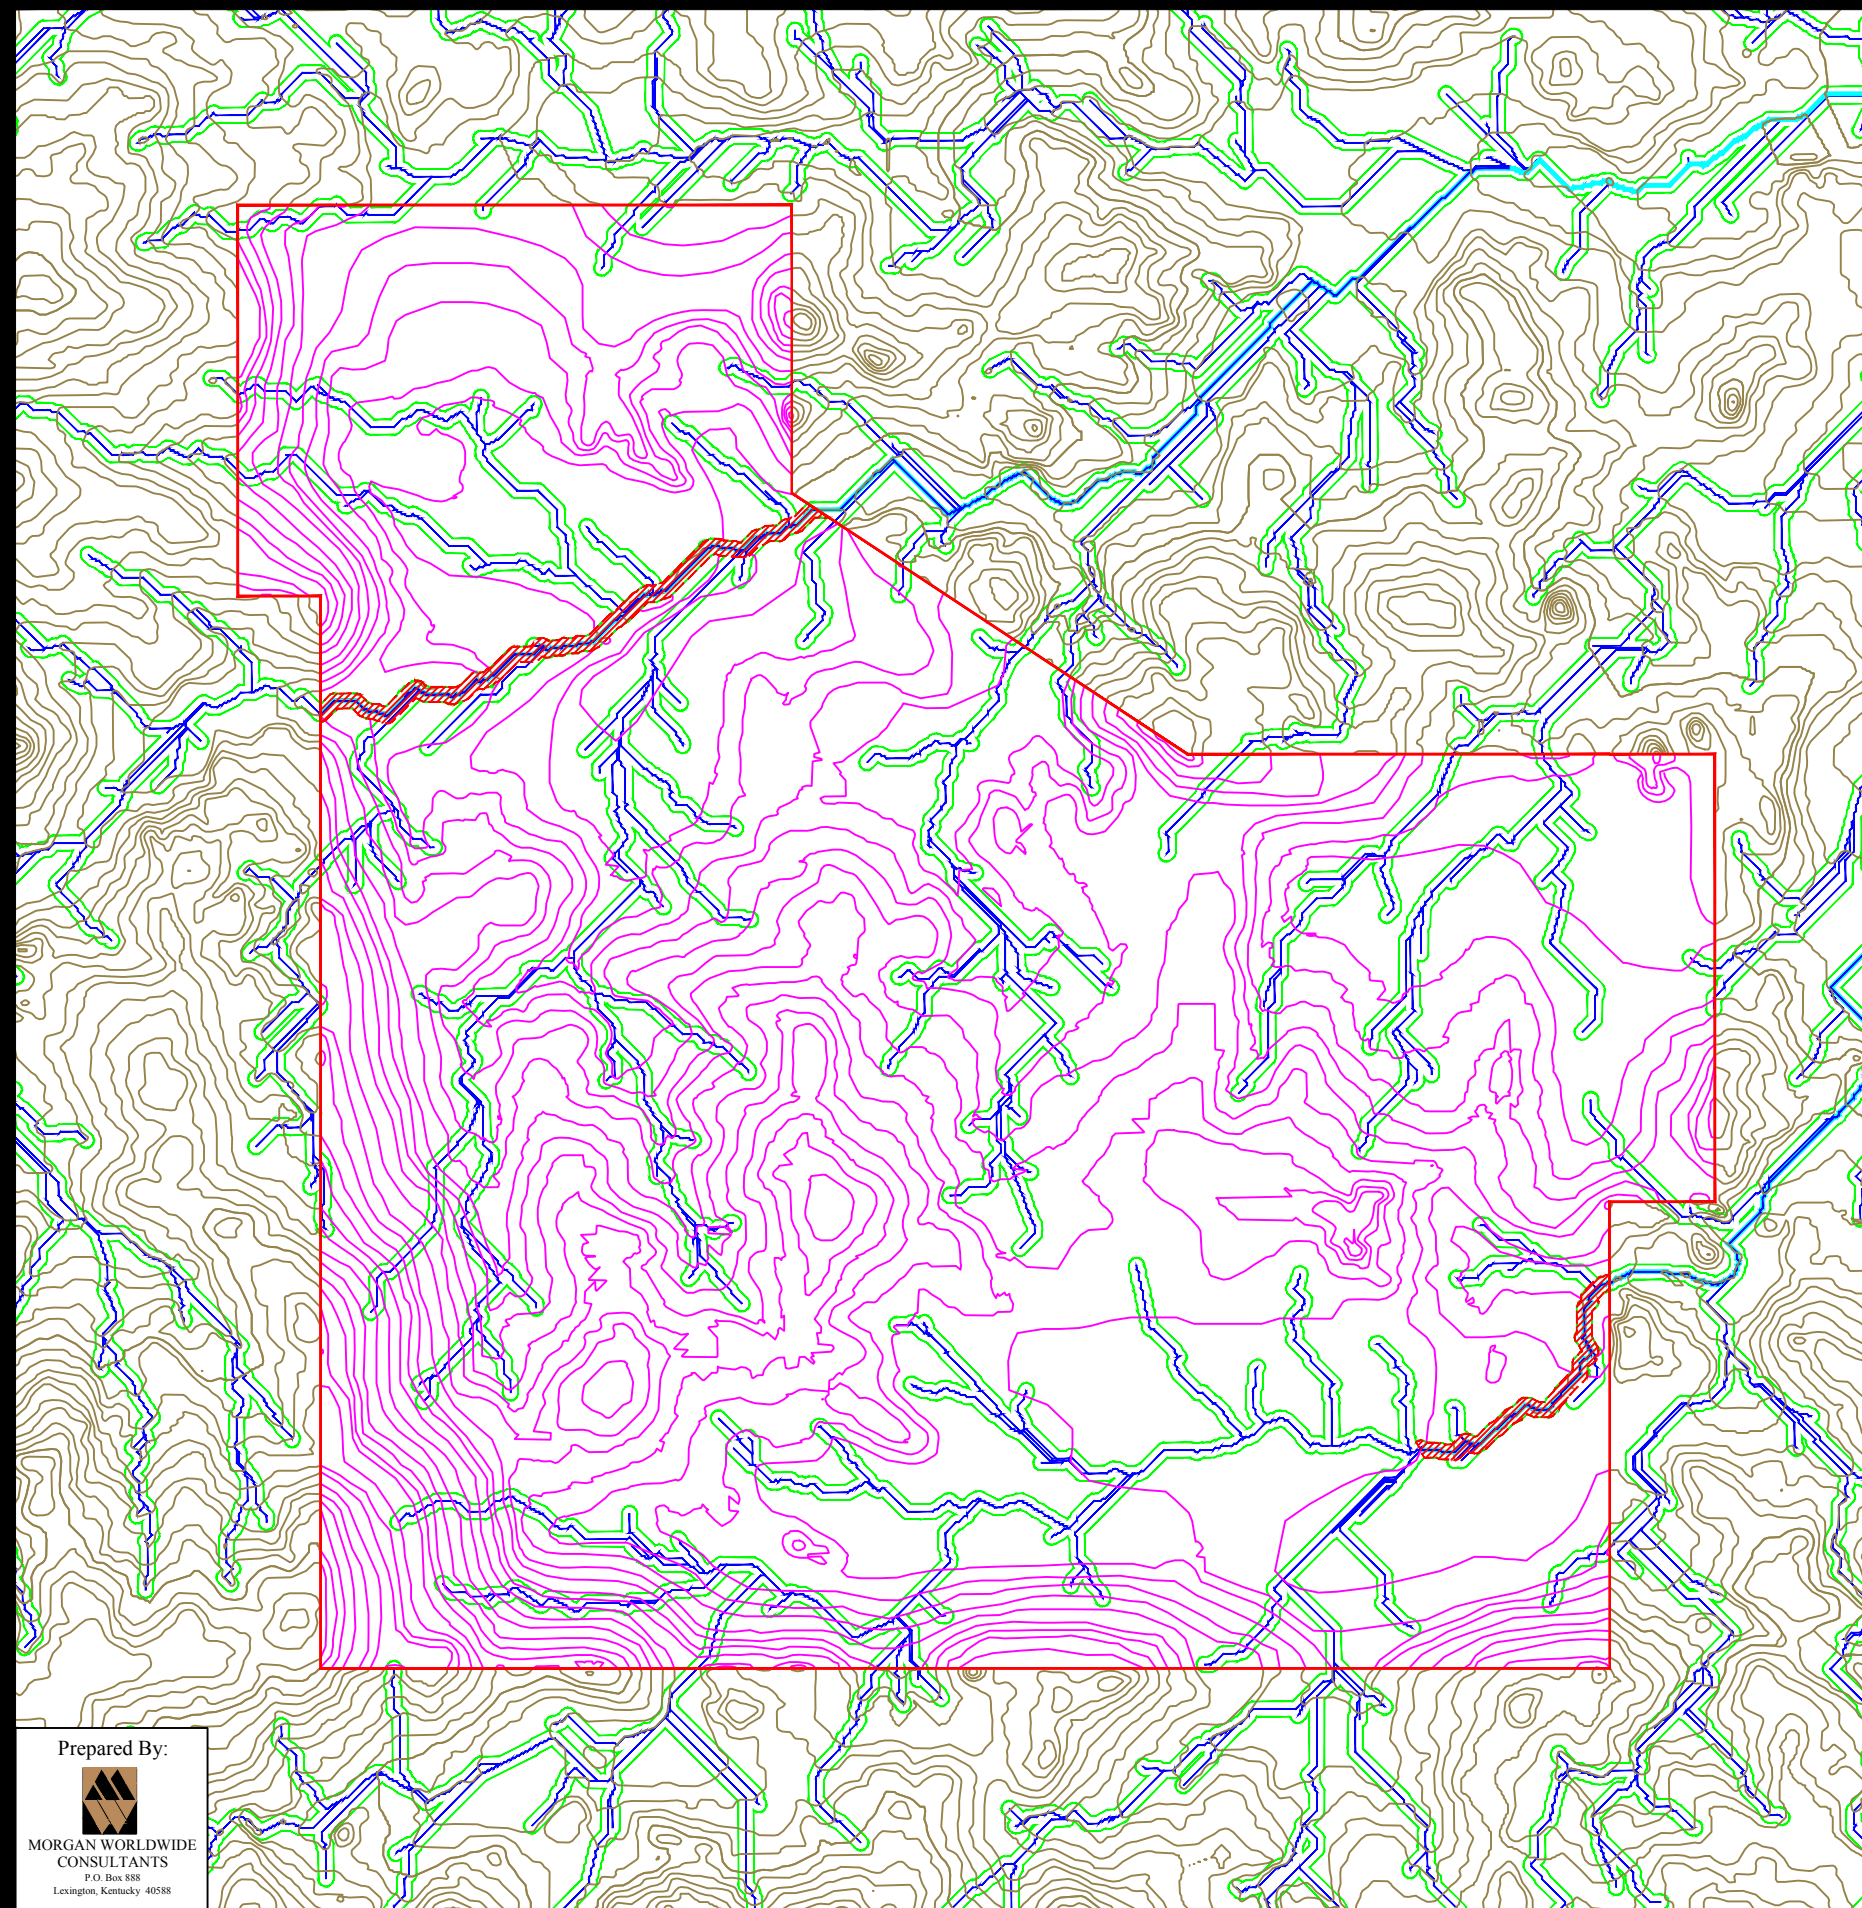 Prepared By:
MORGAN WORLDWIDE
CONSULTANTS
P.O. Box 888
Lexington, Kentucky 40588